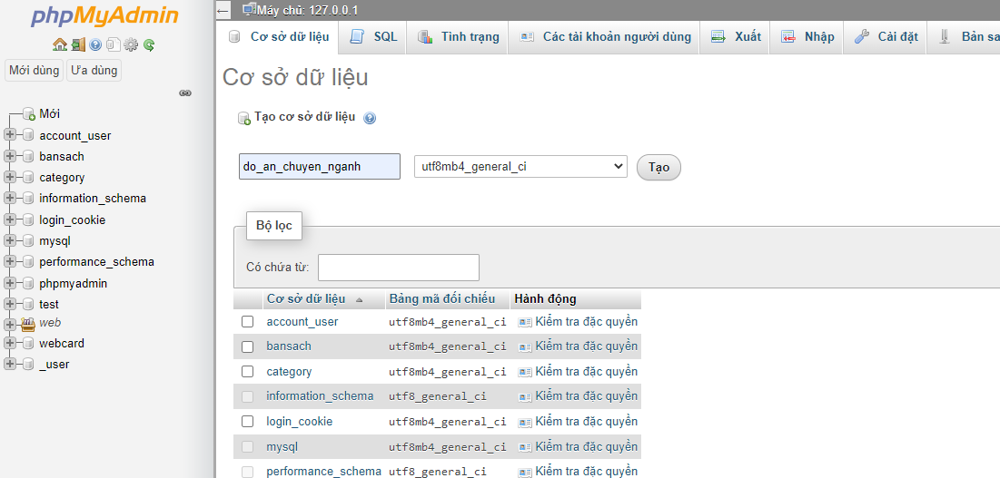 phpMyAdmin
Mới dùng Ưa dùng
Mới
account_user
bansach
category
information_schema
login_cookie
mysql
performance_schema
phpmyadmin
test
web
webcard
_user
Máy chủ: 127.0.0.1
Cơ sở dữ liệu SQL Tình trạng Các tài khoản người dùng Xuất Nhập Cài đặt Bản sa
Cơ sở dữ liệu
Tạo cơ sở dữ liệu
do_an_chuyen_nganh utf8mb4_general_ci Tạo
Bộ lọc
Có chứa từ:
Cơ sở dữ liệu Bảng mã đối chiếu Hành động
account_user utf8mb4_general_ci Kiểm tra đặc quyền
bansach utf8mb4_general_ci Kiểm tra đặc quyền
category utf8mb4_general_ci Kiểm tra đặc quyền
information_schema utf8_general_ci Kiểm tra đặc quyền
login_cookie utf8mb4_general_ci Kiểm tra đặc quyền
mysql utf8mb4_general_ci Kiểm tra đặc quyền
performance_schema utf8_general_ci Kiểm tra đặc quyền